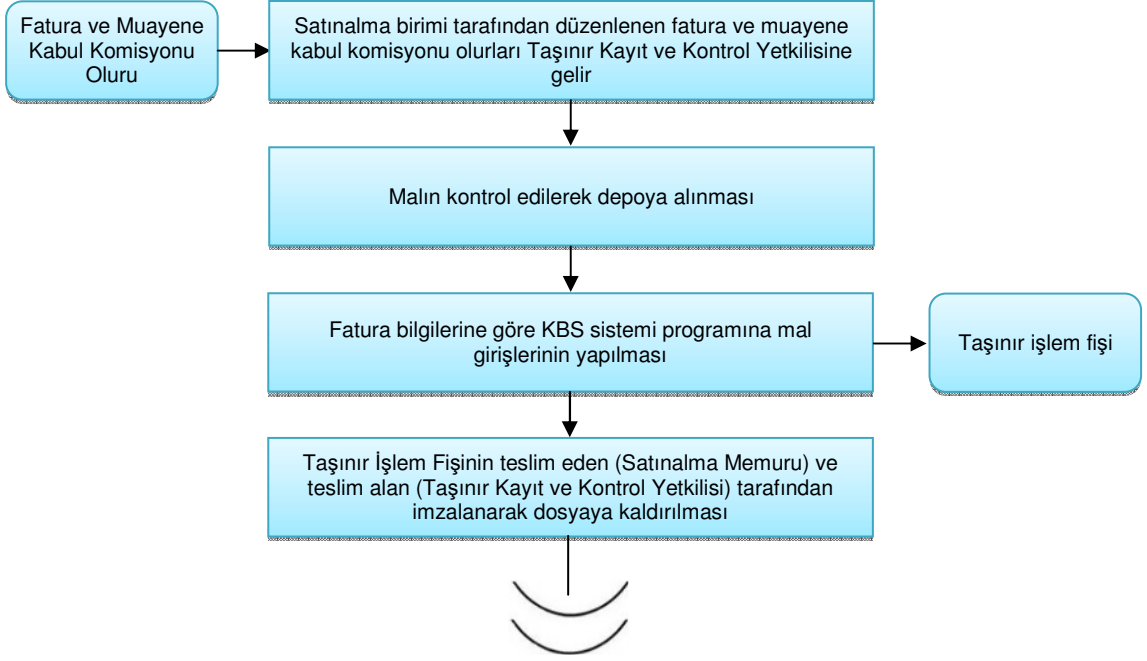 Fatura ve Muayene
Kabul Komisyonu
Oluru
Satınalma birimi tarafından düzenlenen fatura ve muayene
kabul komisyonu olurları Taşınır Kayıt ve Kontrol Yetkilisine
gelir
Malın kontrol edilerek depoya alınması
Fatura bilgilerine göre KBS sistemi programına mal
girişlerinin yapılması
Taşınır işlem fişi
Taşınır İşlem Fişinin teslim eden (Satınalma Memuru) ve
teslim alan (Taşınır Kayıt ve Kontrol Yetkilisi) tarafından
imzalanarak dosyaya kaldırılması